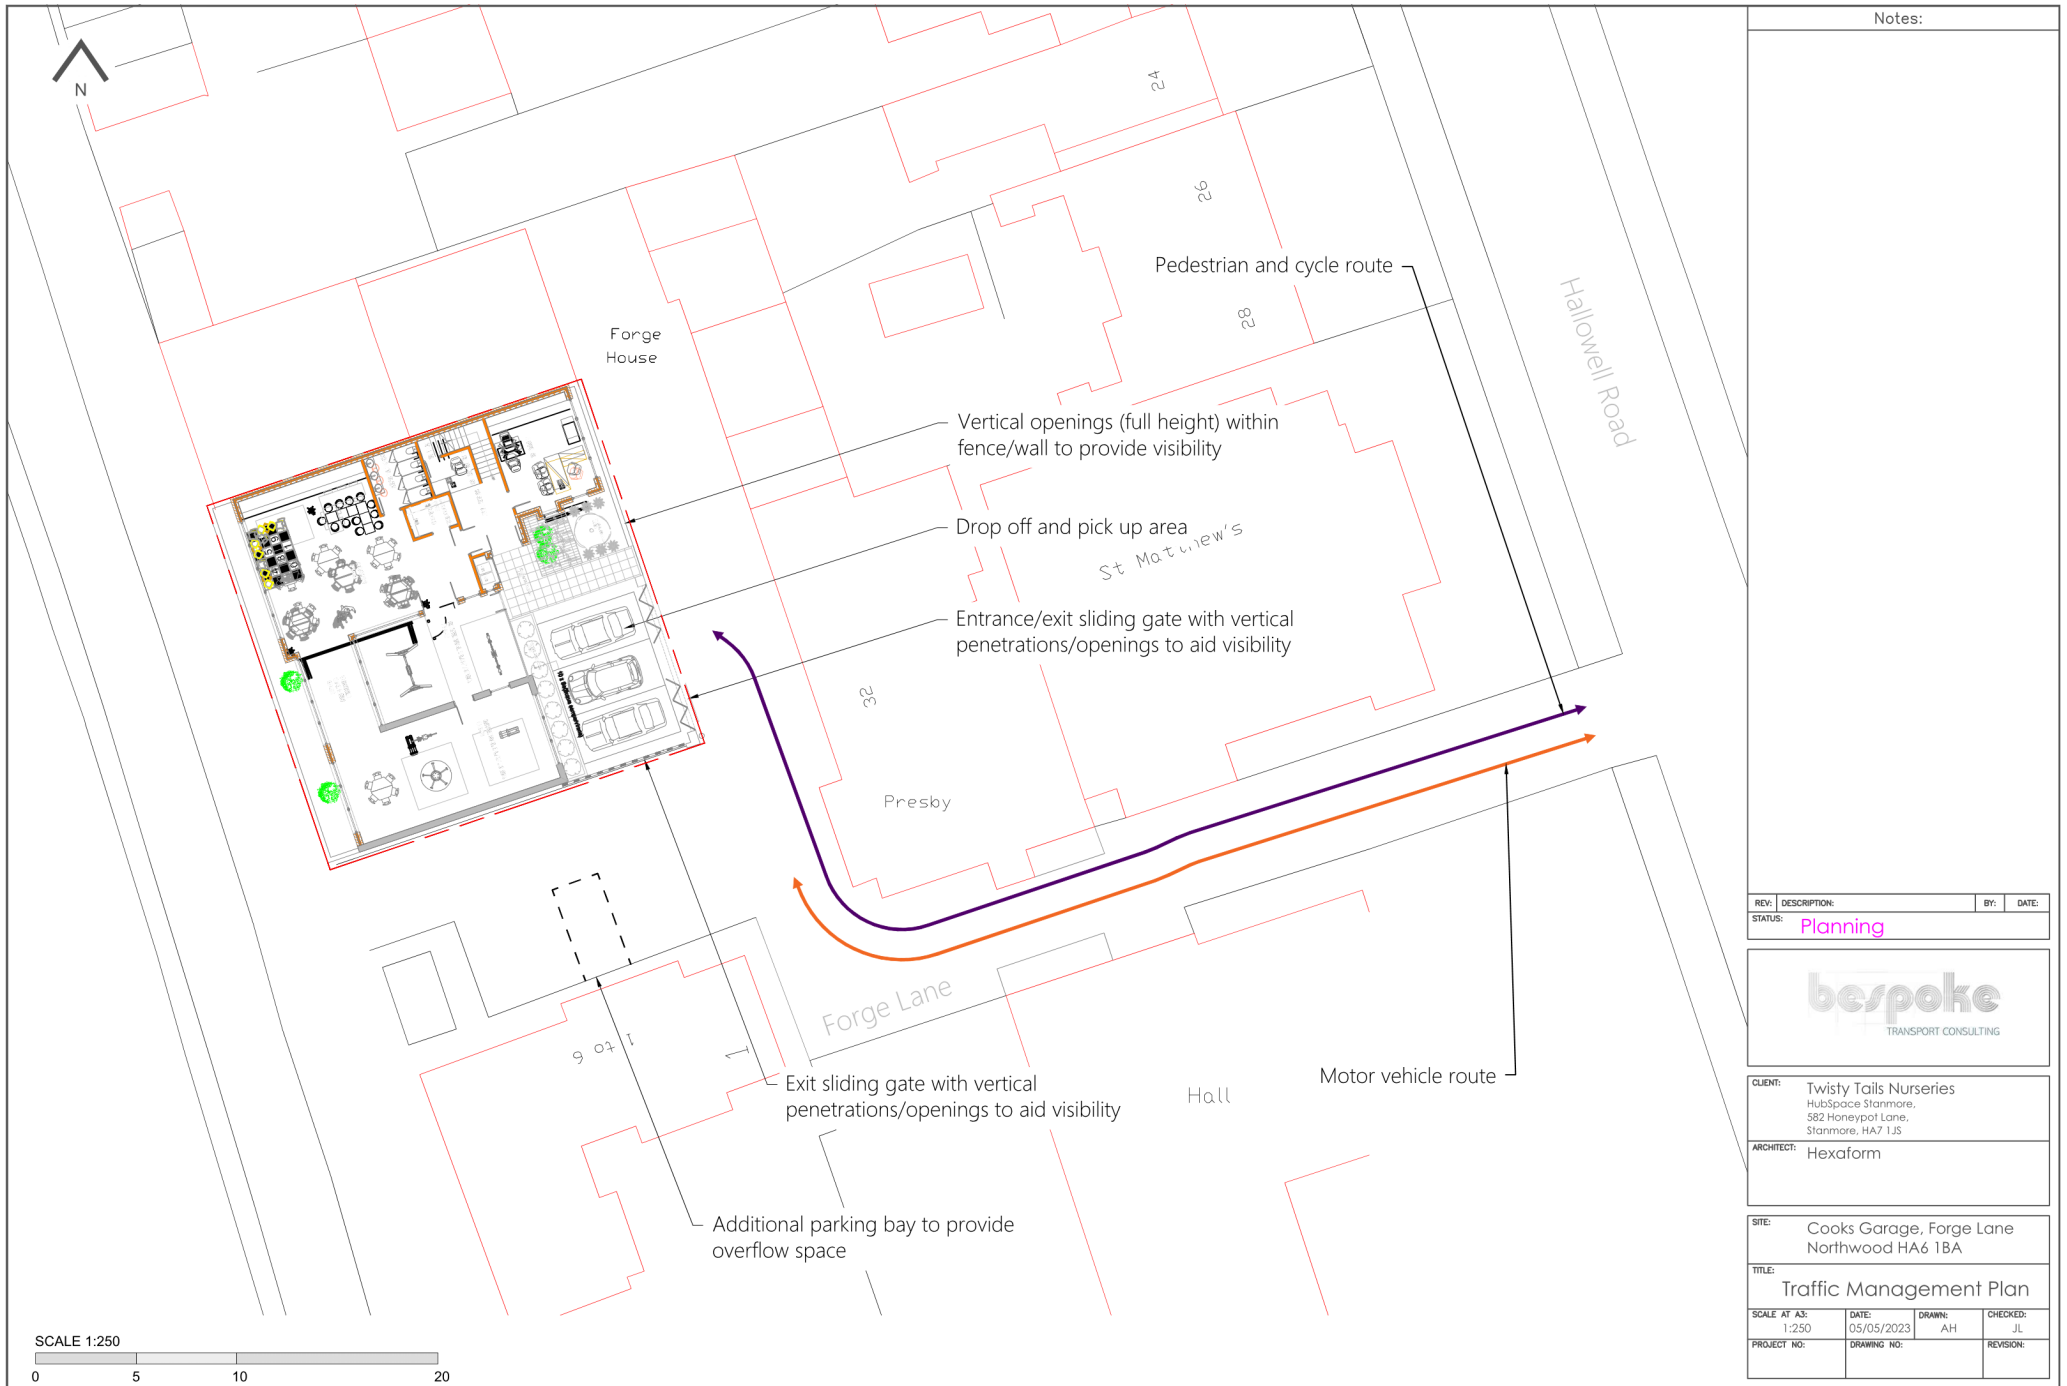 N
24
26
Pedestrian and cycle route
28
Hallowell Road
Forge
House
Vertical openings (full height) within
fence/wall to provide visibility
Drop off and pick up area
St Matthew's
Entrance/exit sliding gate with vertical
penetrations/openings to aid visibility
32
Presby
Forge Lane
1 to 6
1
Exit sliding gate with vertical
penetrations/openings to aid visibility
Motor vehicle route
Hall
Additional parking bay to provide
overflow space
SCALE 1:250
0 5 10 20
Notes:
REV: DESCRIPTION: BY: DATE:
STATUS: Planning
bespoke
TRANSPORT CONSULTING
CLIENT: Twisty Tails Nurseries
HubSpace Stanmore,
582 Honeypot Lane,
Stanmore, HA7 1JS
ARCHITECT: Hexaform
SITE: Cooks Garage, Forge Lane
Northwood HA6 1BA
TITLE:
Traffic Management Plan
SCALE AT A3: DATE: DRAWN: CHECKED:
1:250 05/05/2023 AH JL
PROJECT NO: DRAWING NO: REVISION: